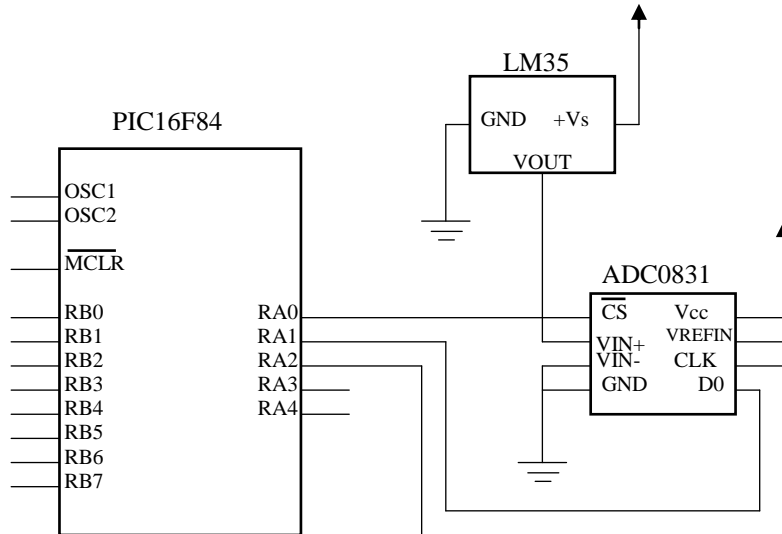 LM35
GND +Vs
VOUT
PIC16F84
OSC1
OSC2
MCLR
RB0 RA0
RB1 RA1
RB2 RA2
RB3 RA3
RB4 RA4
RB5
RB6
RB7
ADC0831
CS Vcc
VIN+ VREFIN
VIN- CLK
GND D0